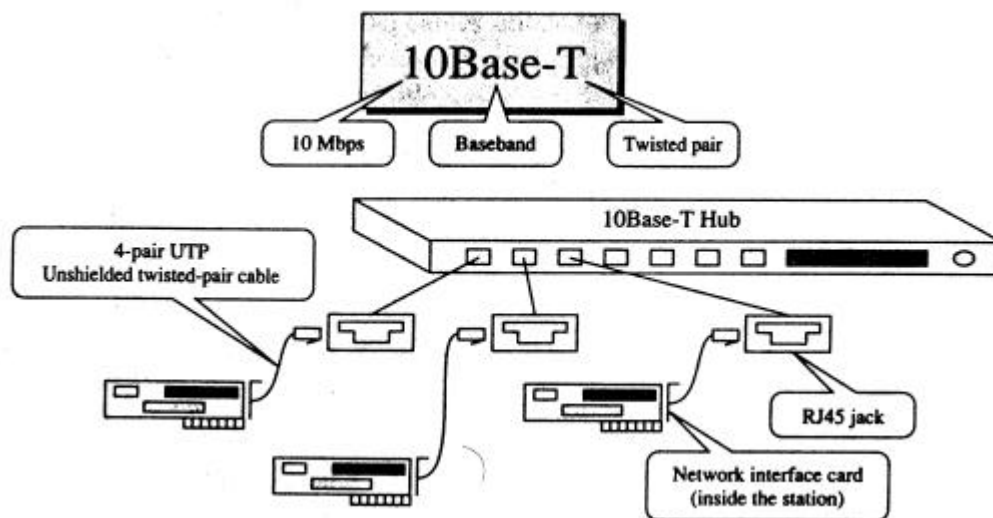 10Base-T
10 Mbps
Baseband
Twisted pair
10Base-T Hub
4-pair UTP
Unshielded twisted-pair cable
RJ45 jack
Network interface card
(inside the station)